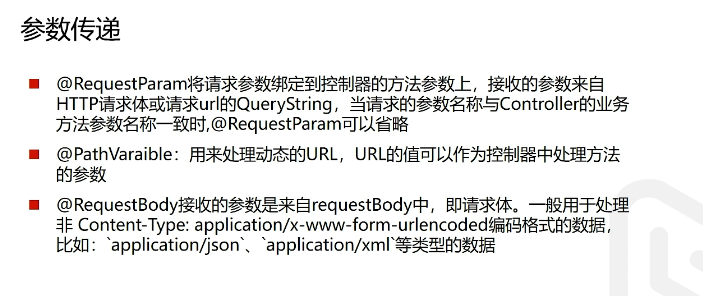 参数传递
@RequestParam将请求参数绑定到控制器的方法参数上，接收的参数来自
HTTP请求体或请求url的QueryString，当请求的参数名称与Controller的业务
方法参数名称一致时,@RequestParam可以省略
@PathVaraible：用来处理动态的URL，URL的值可以作为控制器中处理方法
的参数
@RequestBody接收的参数是来自requestBody中，即请求体。一般用于处理
非 Content-Type: application/x-www-form-urlencoded编码格式的数据，
比如：`application/json`、`application/xml`等类型的数据